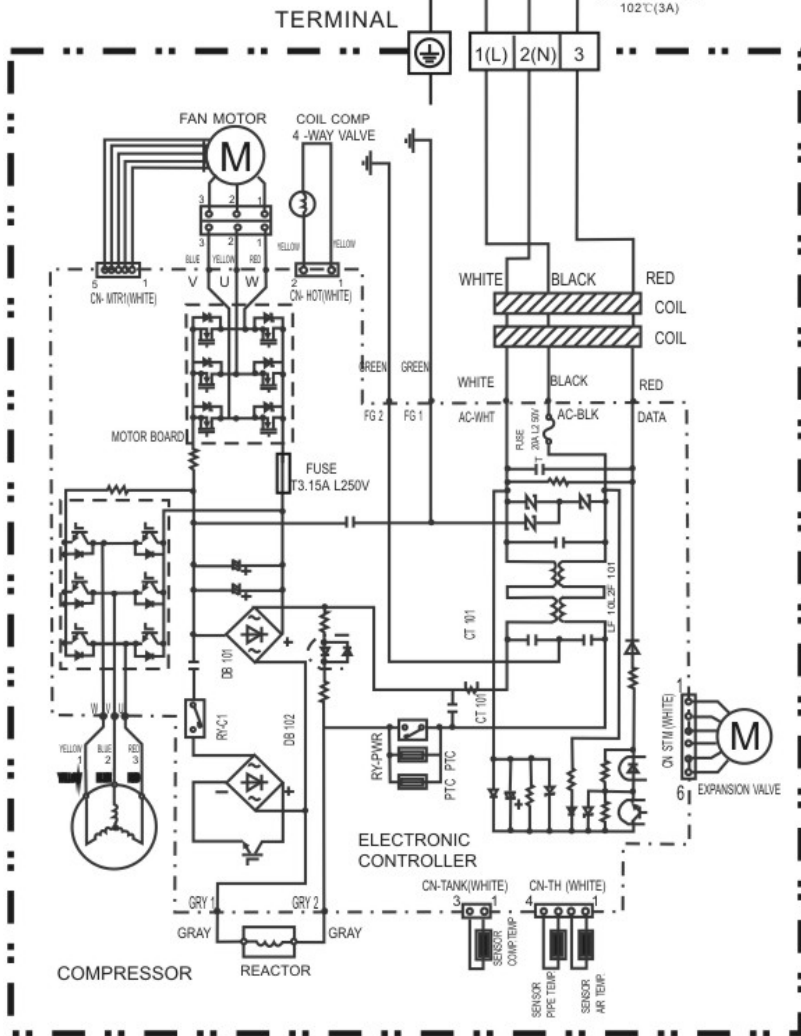 102℃(3A)
TERMINAL
1(L) 2(N) 3
FAN MOTOR
M
COIL COMP
4 -WAY VALVE
3 2 1
3 2 1
BLUE YELLOW RED
V U W
YELLOW YELLOW
5 1
CN- MTR1(WHITE)
2 1
CN- HOT(WHITE)
WHITE BLACK RED
COIL
COIL
GREEN GREEN
WHITE BLACK RED
FG 2 FG 1 AC-WHT AC-BLK DATA
FUSE
20A L2 50V
T
MOTOR BOARD
FUSE
T3.15A L250V
LF 10L2F 101
CT 101
DB 101
+
CT 101
RY-C1
DB 102
- +
RY-PWR
PTC PTC
1
CN STM (WHITE)
6
M
EXPANSION VALVE
W V U
YELLOW BLUE RED
1 2 3
ELECTRONIC
CONTROLLER
CN-TANK(WHITE)
3 1
CN-TH (WHITE)
4 1
GRY 1 GRY 2
GRAY GRAY
REACTOR
COMPRESSOR
SENSOR
COMP.TEMP
SENSOR
PIPE TEMP.
SENSOR
AIR TEMP.